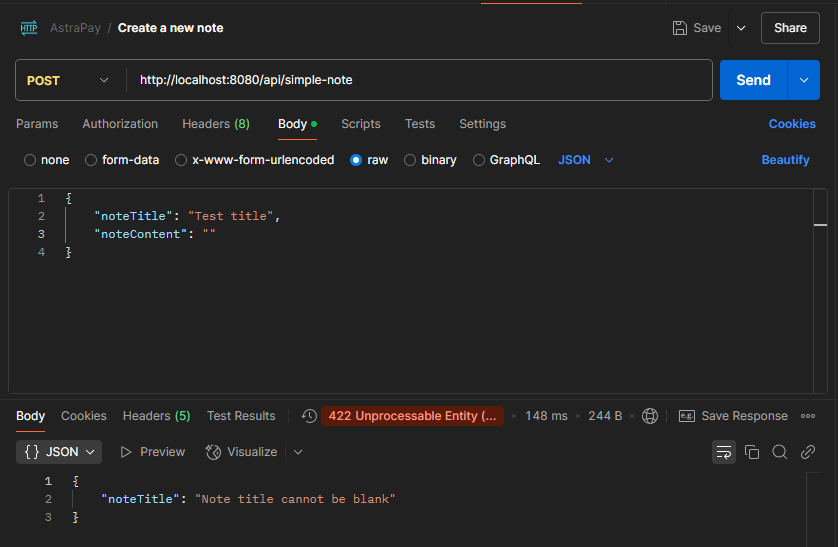 HTTP AstraPay / Create a new note Save Share
POST http://localhost:8080/api/simple-note Send
Params Authorization Headers (8) Body Scripts Tests Settings Cookies
none form-data x-www-form-urlencoded raw binary GraphQL JSON Beautify
1 {
2 "noteTitle": "Test title",
3 "noteContent": ""
4 }
Body Cookies Headers (5) Test Results 422 Unprocessable Entity (... 148 ms 244 B e.g. Save Response
{} JSON Preview Visualize
1 {
2 "noteTitle": "Note title cannot be blank"
3 }